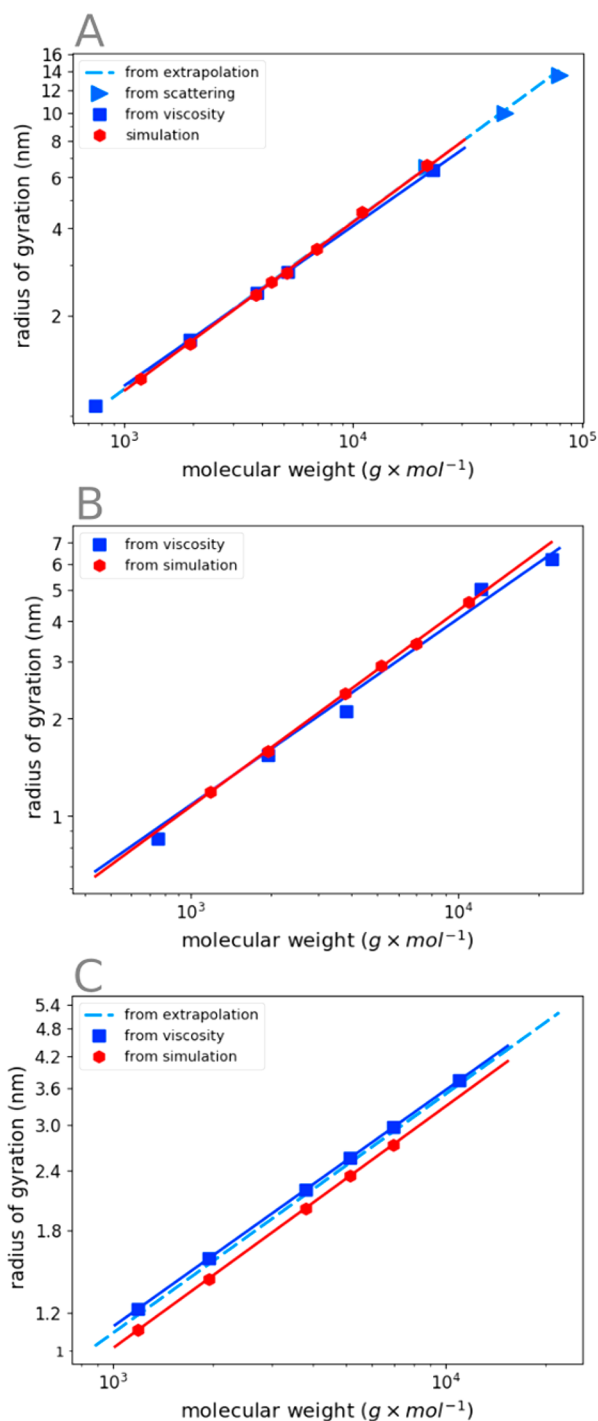 A
16
14
12
10
8
6
4
2
radius of gyration (nm)
from extrapolation
from scattering
from viscosity
simulation
10³ 10⁴ 10⁵
molecular weight (g × mol⁻¹)
B
7
6
5
4
3
2
1
radius of gyration (nm)
from viscosity
from simulation
10³ 10⁴
molecular weight (g × mol⁻¹)
C
5.4
4.8
4.2
3.6
3.0
2.4
1.8
1.2
1
radius of gyration (nm)
from extrapolation
from viscosity
from simulation
10³ 10⁴
molecular weight (g × mol⁻¹)